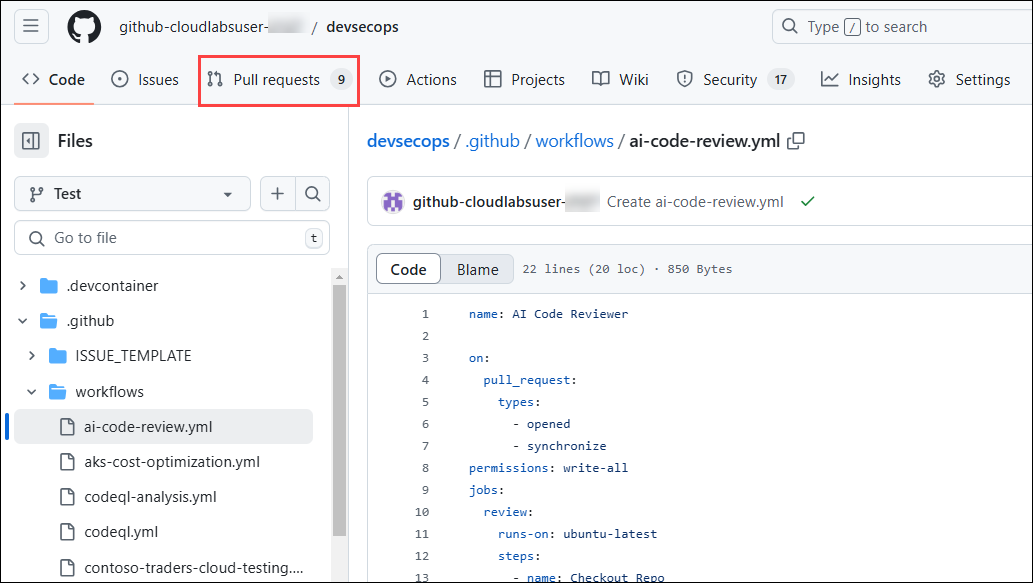 github-cloudlabsuser- / devsecops
Type / to search
Code Issues Pull requests 9 Actions Projects Wiki Security 17 Insights Settings
Files
Test
Go to file t
.devcontainer
.github
ISSUE_TEMPLATE
workflows
ai-code-review.yml
aks-cost-optimization.yml
codeql-analysis.yml
codeql.yml
contoso-traders-cloud-testing....
devsecops / .github / workflows / ai-code-review.yml
github-cloudlabsuser- Create ai-code-review.yml
Code Blame 22 lines (20 loc) · 850 Bytes
1 name: AI Code Reviewer
2
3 on:
4 pull_request:
5 types:
6 - opened
7 - synchronize
8 permissions: write-all
9 jobs:
10 review:
11 runs-on: ubuntu-latest
12 steps:
13 - name: Checkout Repo